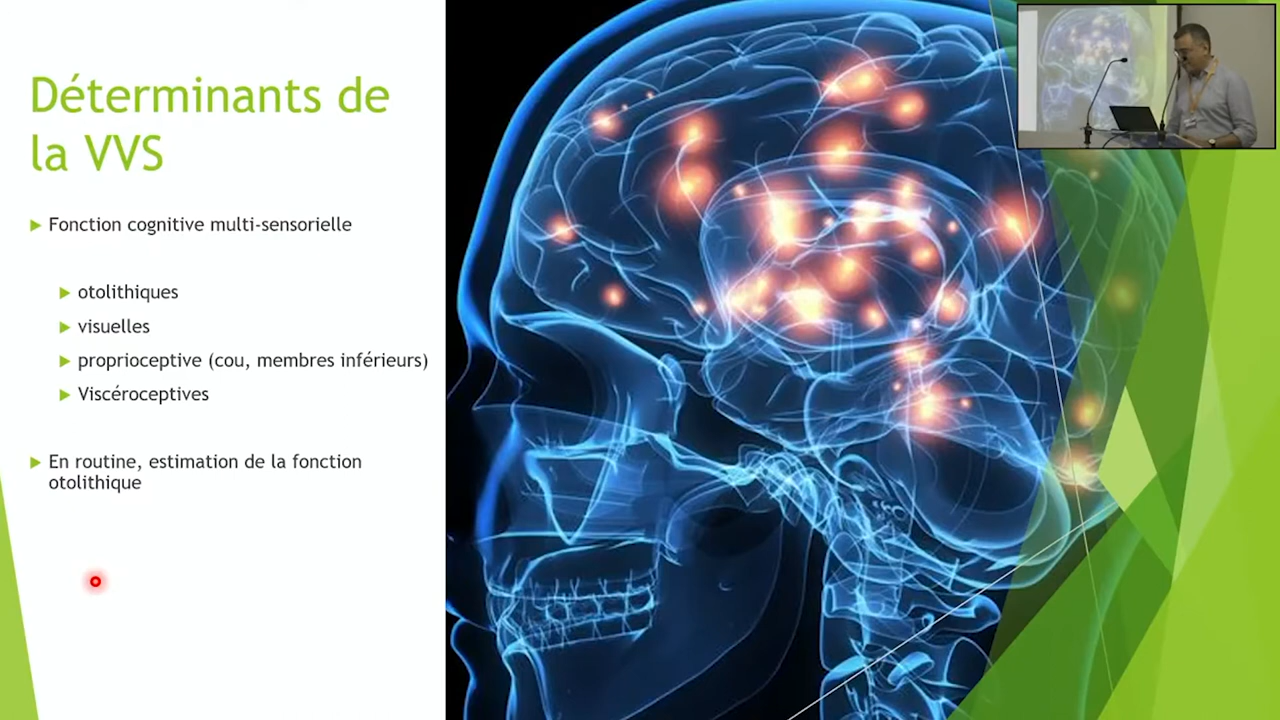 Déterminants de
la VVS
Fonction cognitive multi-sensorielle
otolithiques
visuelles
proprioceptive (cou, membres inférieurs)
Viscéroceptives
En routine, estimation de la fonction
otolithique